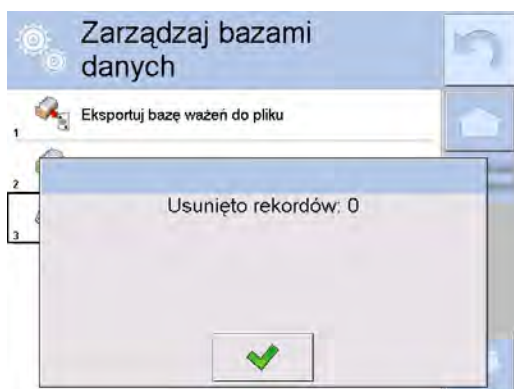 Zarządzaj bazami
danych
Eksportuj bazę ważeń do pliku
1
2
Usunięto rekordów: 0
3